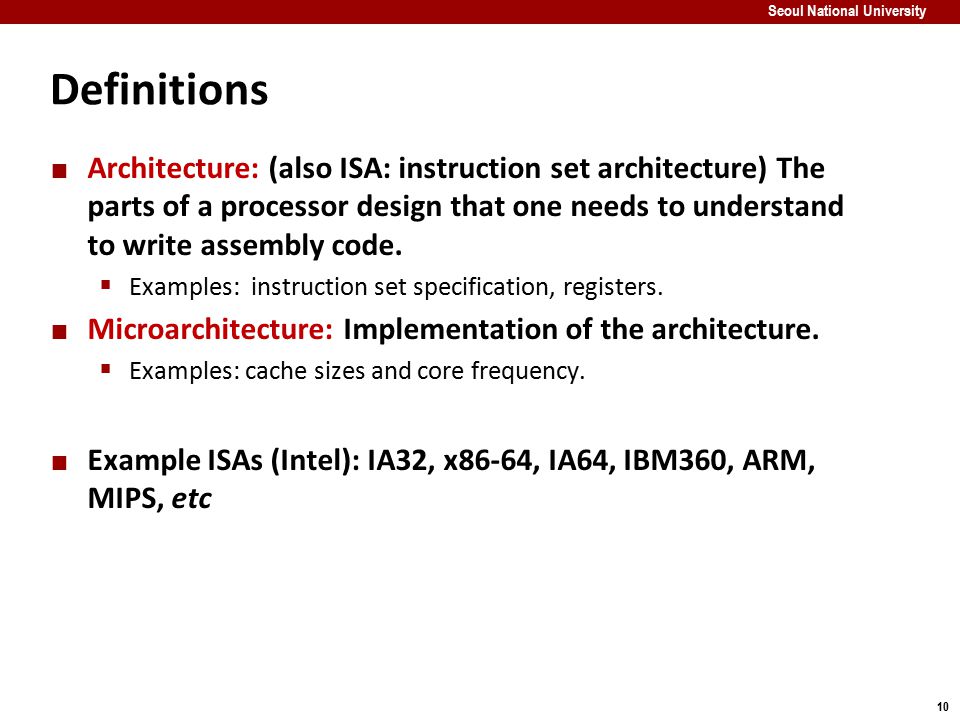 Seoul National University
Definitions
■ Architecture: (also ISA: instruction set architecture) The
parts of a processor design that one needs to understand
to write assembly code.
▪ Examples:  instruction set specification, registers.
■ Microarchitecture: Implementation of the architecture.
▪ Examples: cache sizes and core frequency.
■ Example ISAs (Intel): IA32, x86-64, IA64, IBM360, ARM,
MIPS, etc
10